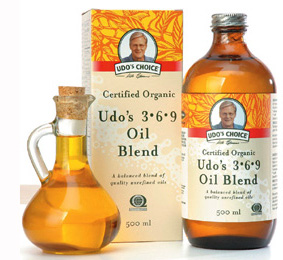 UDO'S CHOICE
Certified Organic
Udo's 3•6•9
Oil
Blend
A balanced blend of
quality unrefined oils
500 ml
UDO'S CHOICE
Certified Organic
Udo's 3•6•9
Oil Blend
A balanced blend of
quality unrefined oils
500 ml